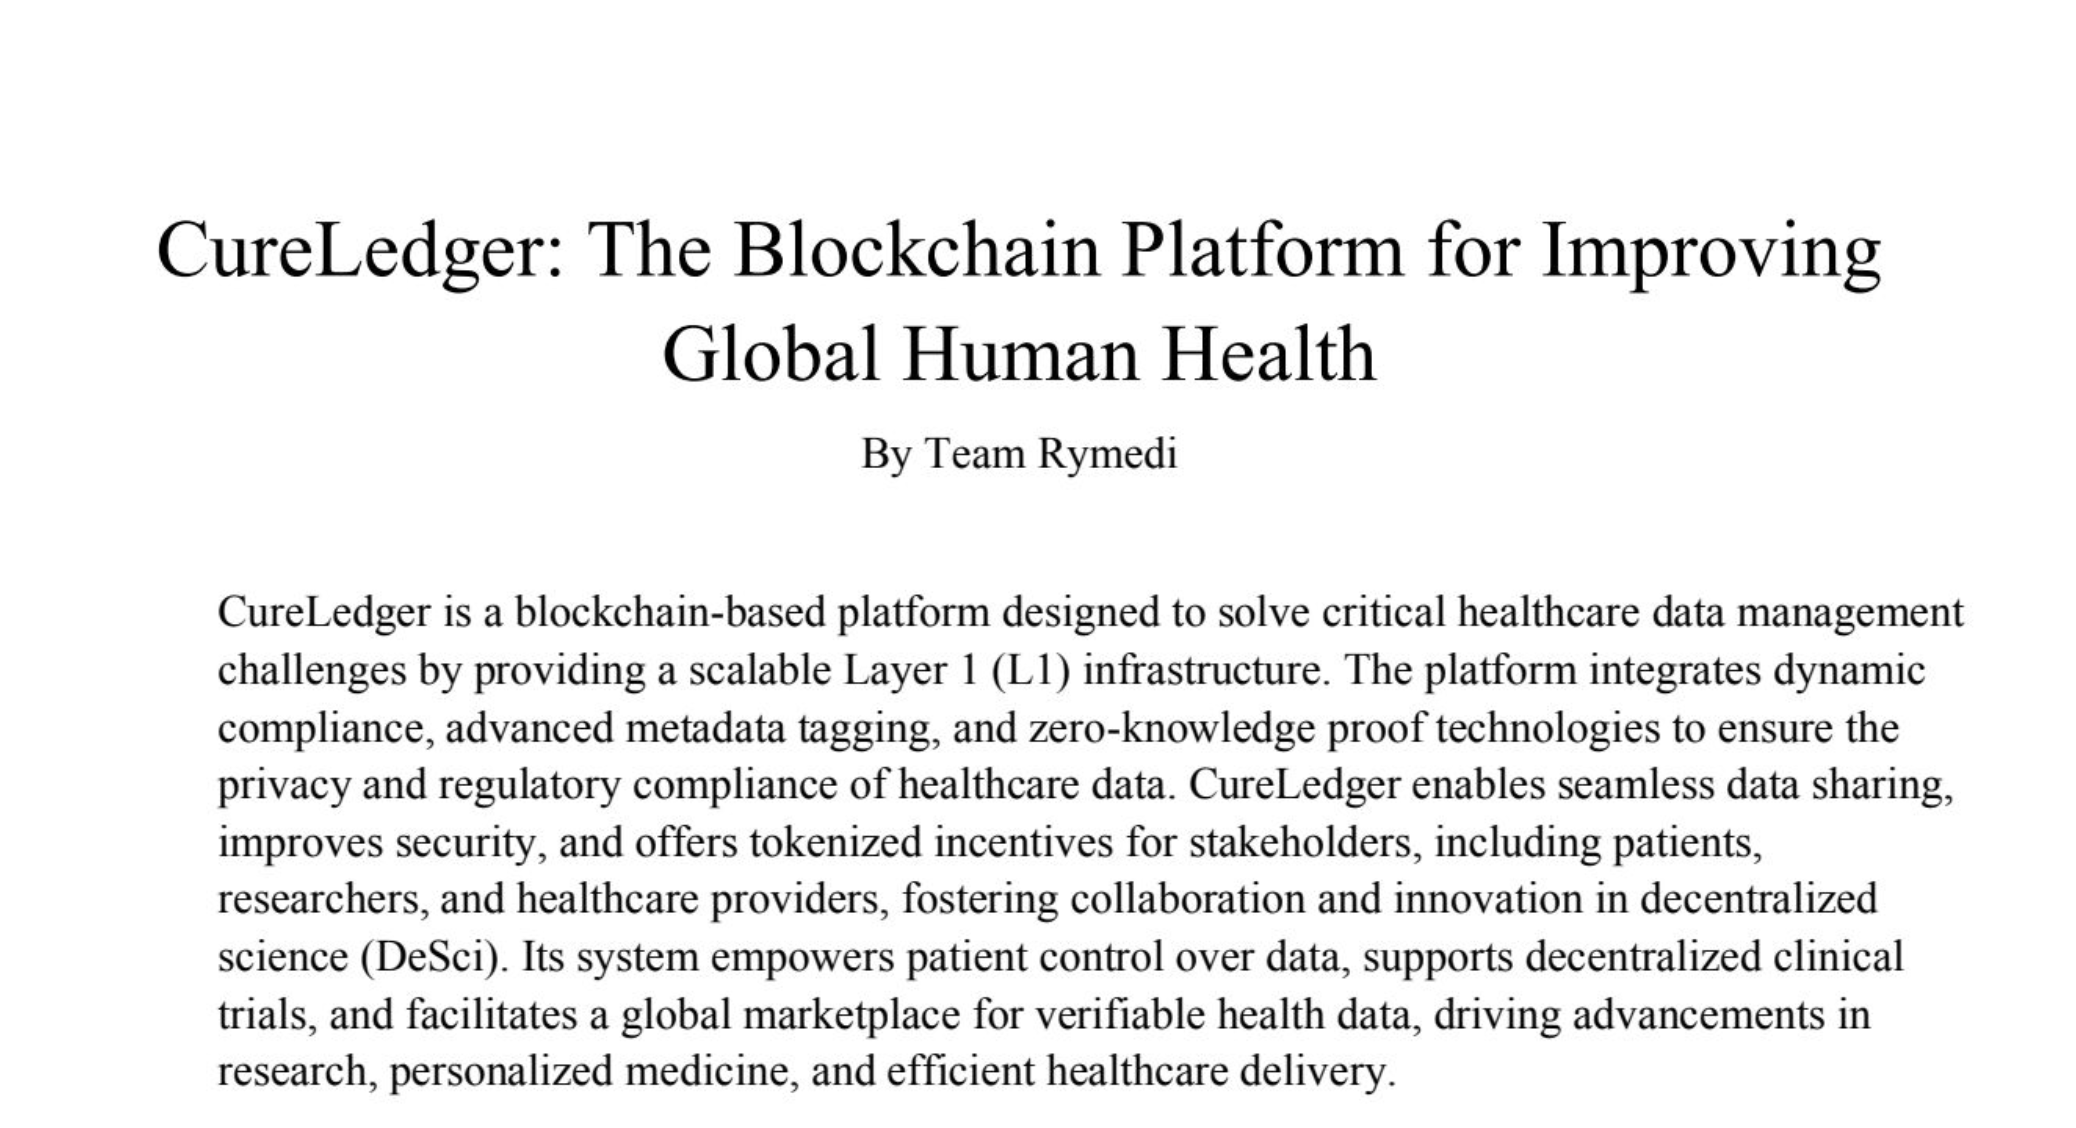 CureLedger: The Blockchain Platform for Improving
Global Human Health
By Team Rymedi
CureLedger is a blockchain-based platform designed to solve critical healthcare data management
challenges by providing a scalable Layer 1 (L1) infrastructure. The platform integrates dynamic
compliance, advanced metadata tagging, and zero-knowledge proof technologies to ensure the
privacy and regulatory compliance of healthcare data. CureLedger enables seamless data sharing,
improves security, and offers tokenized incentives for stakeholders, including patients,
researchers, and healthcare providers, fostering collaboration and innovation in decentralized
science (DeSci). Its system empowers patient control over data, supports decentralized clinical
trials, and facilitates a global marketplace for verifiable health data, driving advancements in
research, personalized medicine, and efficient healthcare delivery.